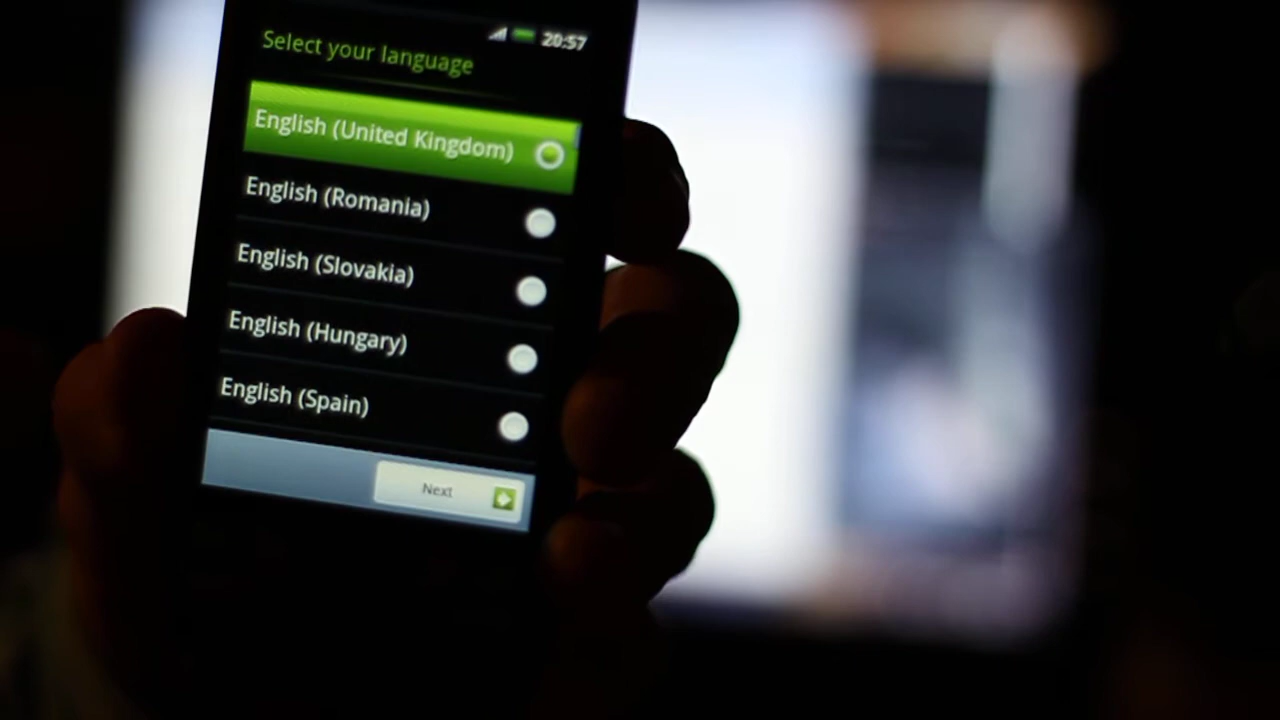 20:57
Select your language
English (United Kingdom)
English (Romania)
English (Slovakia)
English (Hungary)
English (Spain)
Next